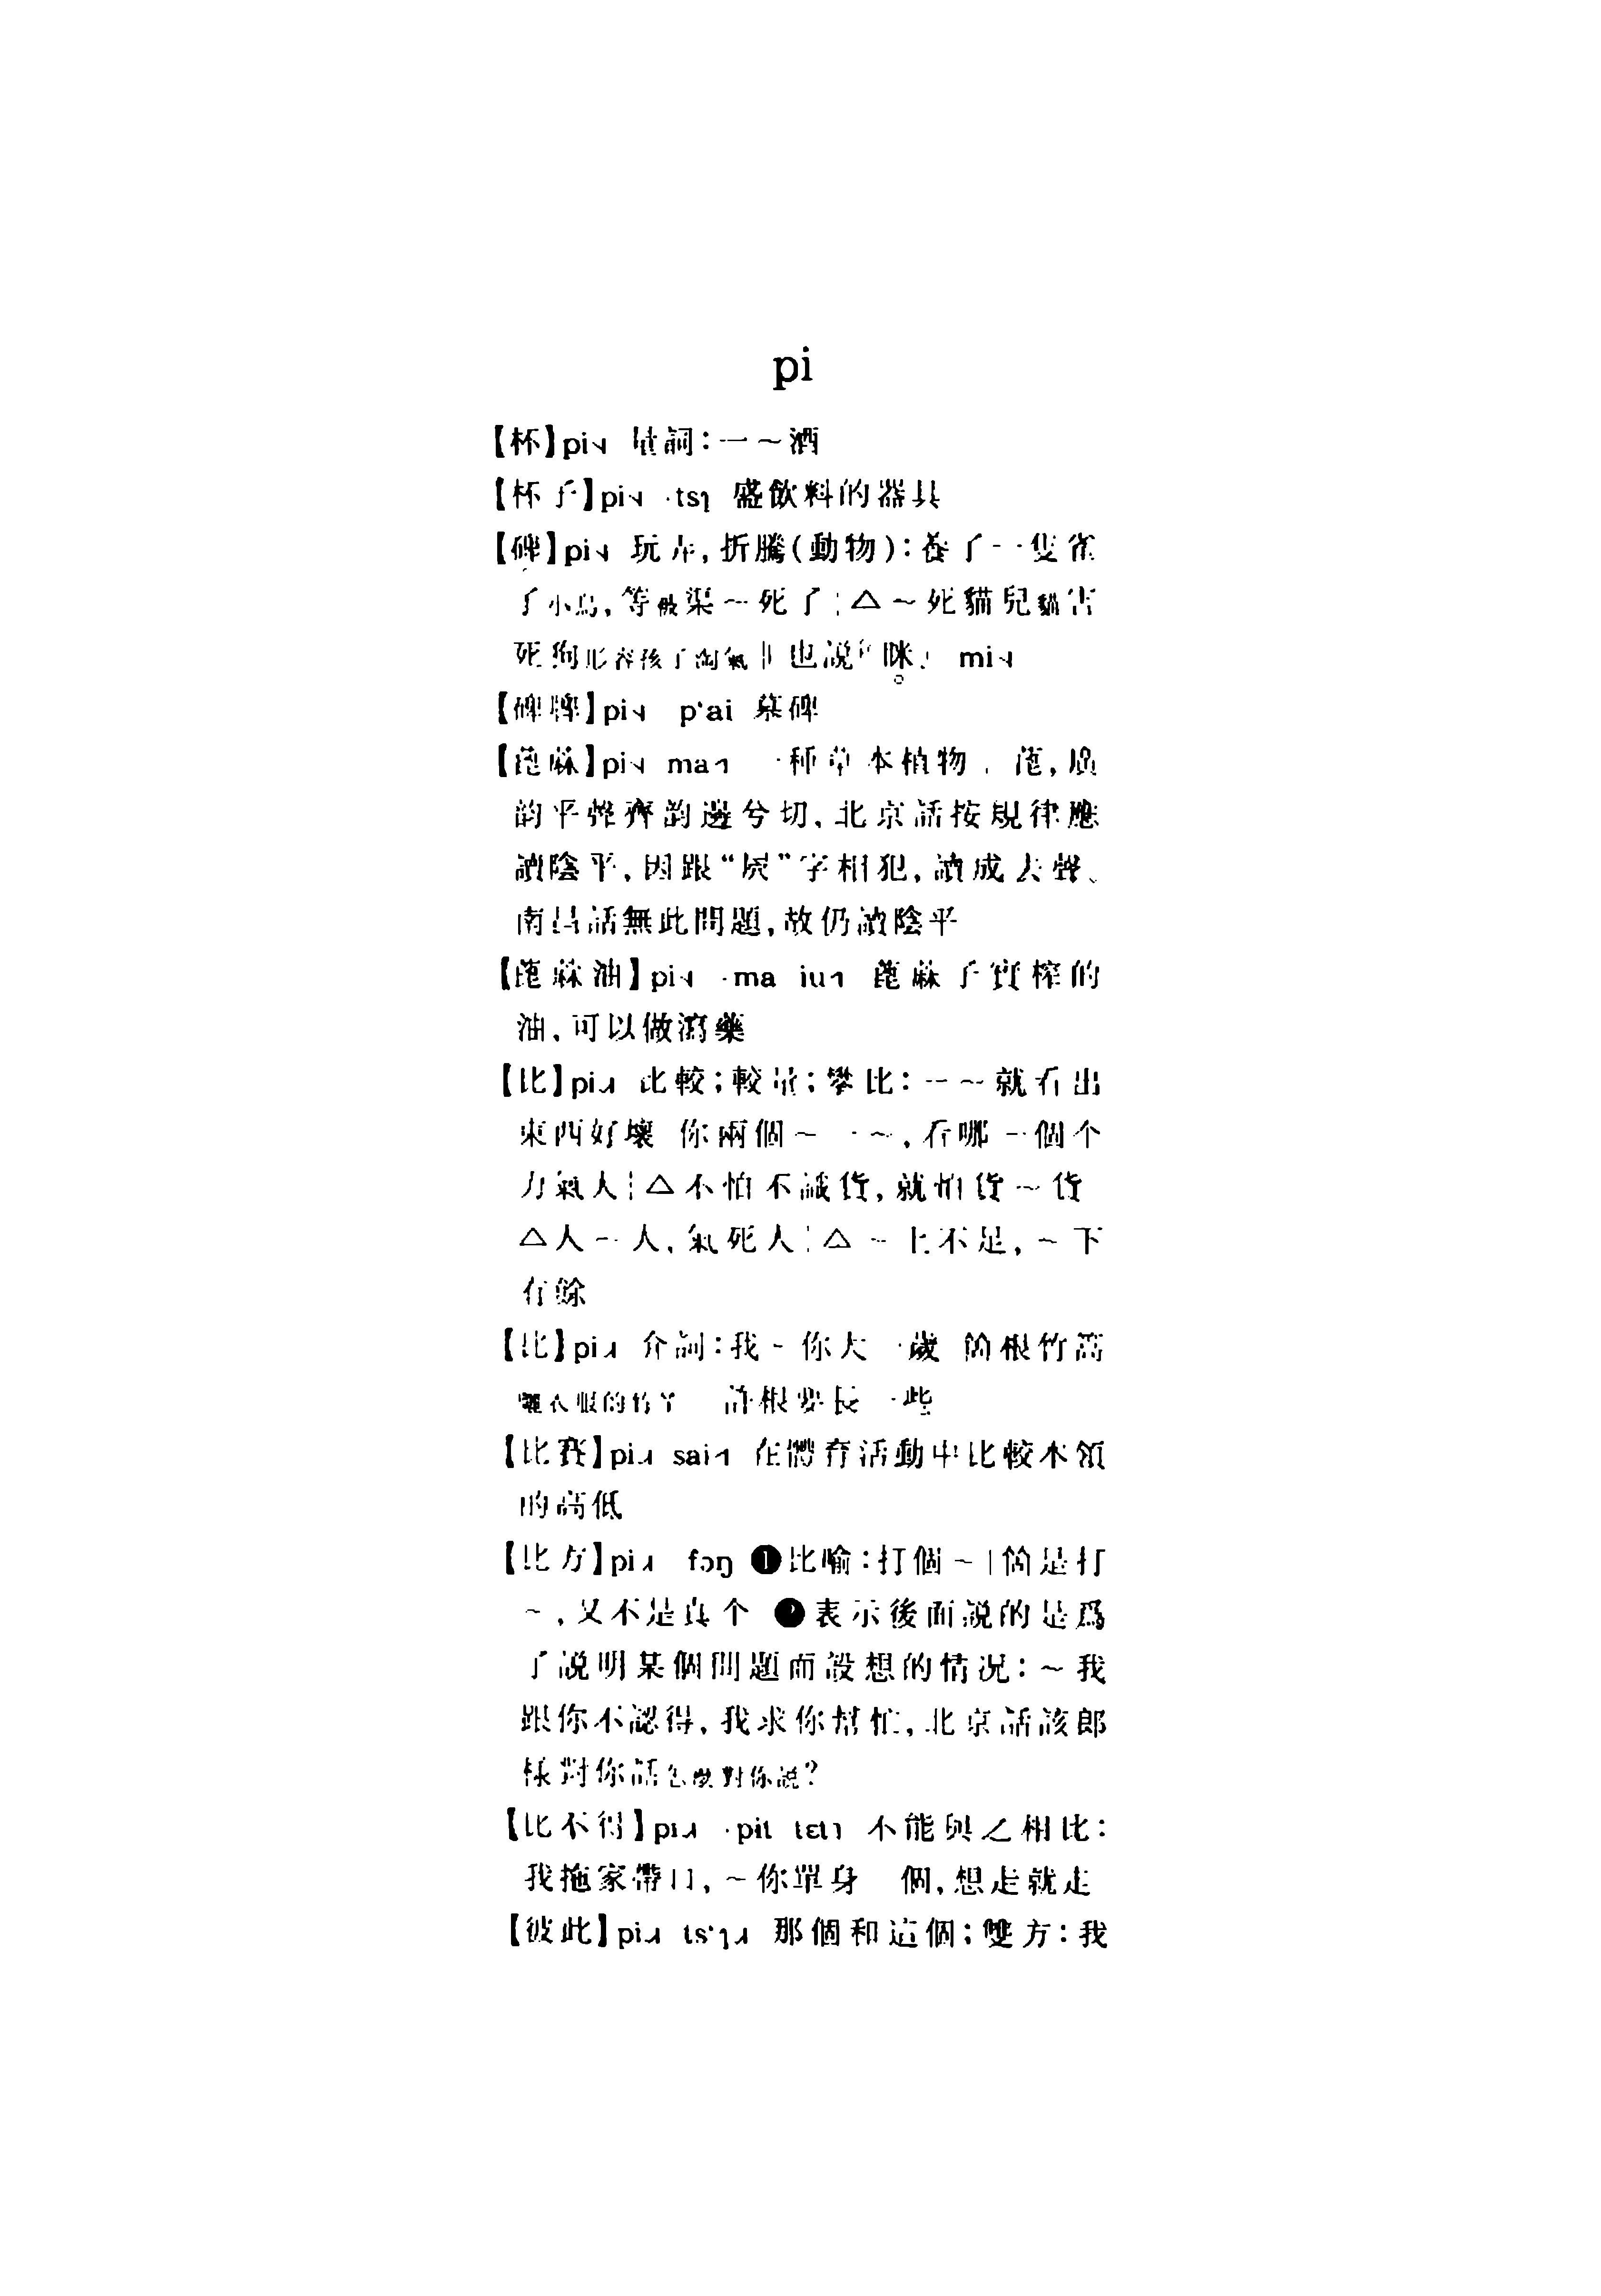 pi
【杯】pi˧ 量詞：一～酒
【杯子】pi˧ ·tsɿ 盛飲料的器具
【碑】pi˧ 玩弄，折騰(動物)：養了一隻雀
子小鳥，等被渠～死了|△～死貓兒貓害
死狗形容孩子淘氣‖也説“咪” mi˧
【碑牌】pi˧ p'ai 墓碑
【蓖麻】pi˧ ma˥ 一種草本植物。蓖，廣
韵平聲齊韵邊兮切，北京話按規律應
讀陰平，因跟“屄”字相犯，讀成去聲。
南昌話無此問題，故仍讀陰平
【蓖蔴油】pi˧ ·ma iu˥ 蓖蔴子實榨的
油，可以做瀉藥
【比】pi˩ 比較；較量；攀比：一～就看出
東西好壞 你兩個～一～，看哪一個个
力氣大|△不怕不識貨，就怕貨～貨
△人～人，氣死人|△～上不足，～下
有餘
【比】pi˩ 介詞：我～你大一歲 箇根竹篙
曬衣服的竹竿 許根要長一些
【比賽】pi˩ sai˥ 在體育活動中比較本領
的高低
【比方】pi˩ fɔŋ ❶比喻：打個～|箇是打
～，又不是真个 ❷表示後面説的是爲
了説明某個問題而設想的情况：～我
跟你不認得，我求你幫忙，北京話該郎
樣對你話怎麼對你說？
【比不得】pi˩ ·pit tɛt˥ 不能與之相比：
我拖家帶口，～你單身一個，想走就走
【彼此】pi˩ ts'ɿ˩ 那個和這個；雙方：我